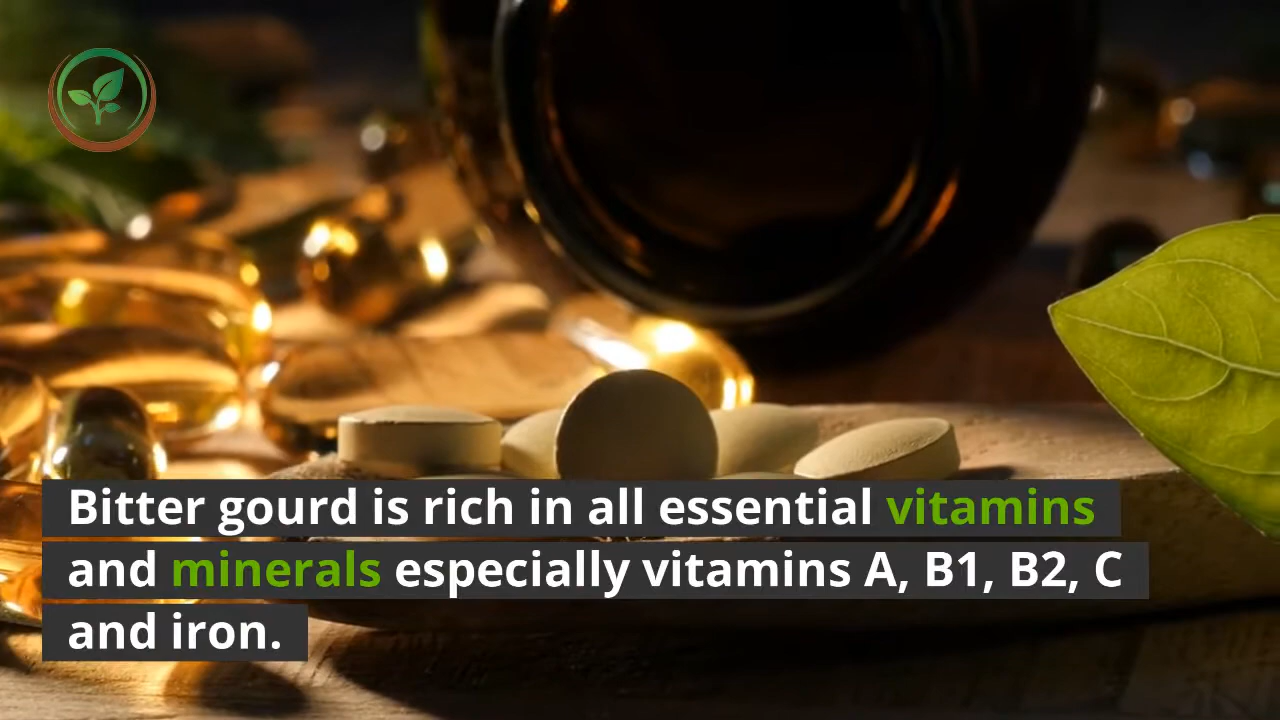 Bitter gourd is rich in all essential vitamins
and minerals especially vitamins A, B1, B2, C
and iron.